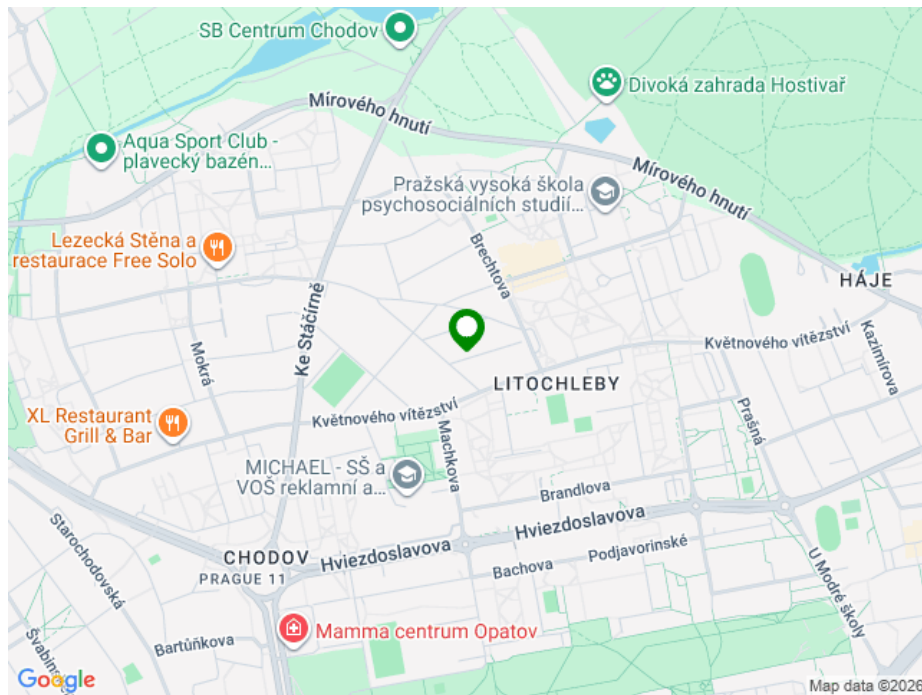 SB Centrum Chodov
Divoká zahrada Hostivař
Mírového hnutí
Aqua Sport Club -
plavecký bazén...
Mírového hnutí
Pražská vysoká škola
psychosociálních studií...
Lezecká Stěna a
restaurace Free Solo
Brechtova
HÁJE
Ke Stáčírně
Květnového vítězství
Kazimírova
Mokrá
LITOCHLEBY
XL Restaurant
Grill & Bar
Květnového vítězství
Prašná
Machkova
MICHAEL - SŠ a
VOŠ reklamní a...
Brandlova
Starochodovská
Hviezdoslavova
CHODOV
PRAGUE 11
Hviezdoslavova
Podjavorinské
Bachova
U Modré školy
Mamma centrum Opatov
Bartůňkova
Google
Map data ©2026